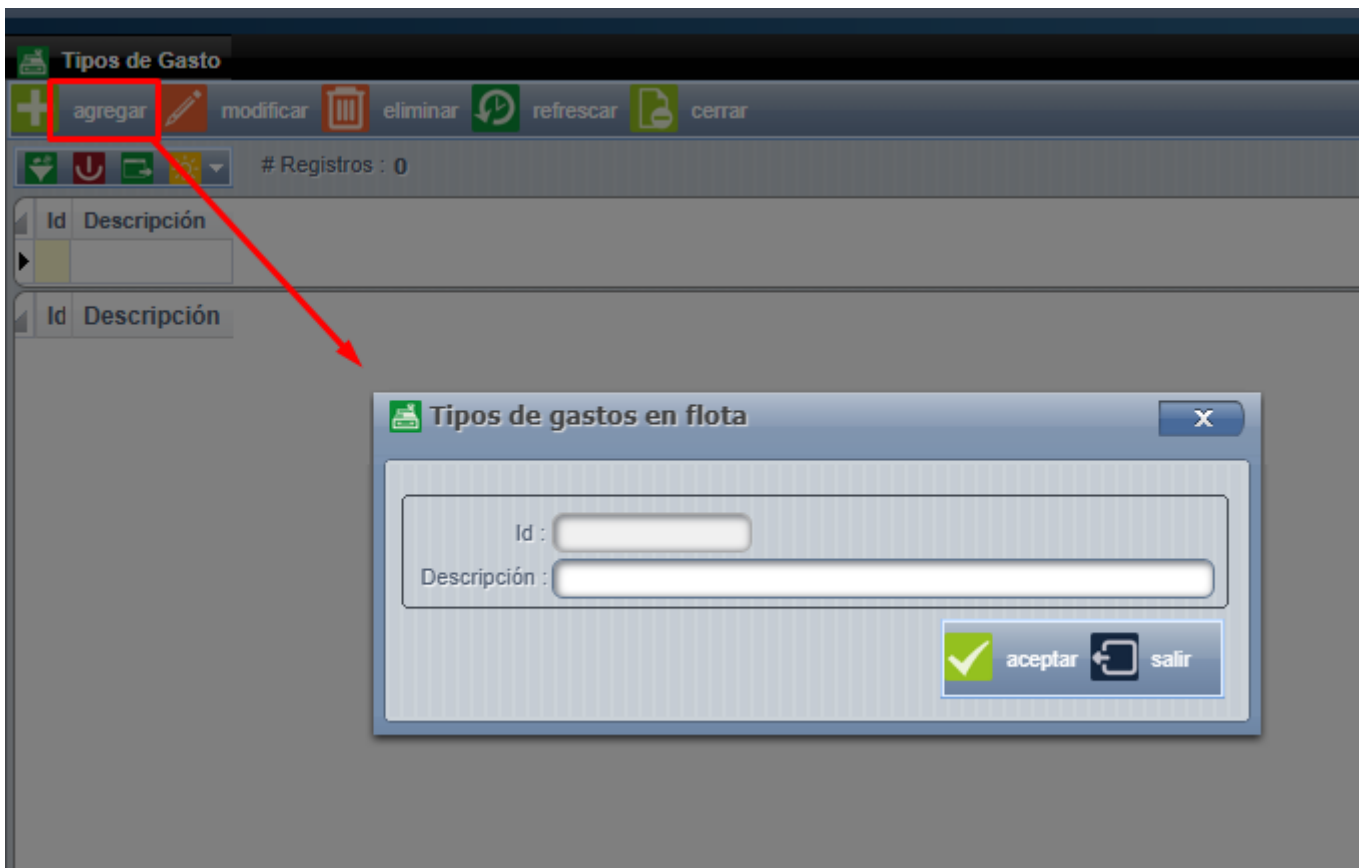 Tipos de Gasto
agregar modificar eliminar refrescar cerrar
# Registros : 0
Id Descripción
Id Descripción
Tipos de gastos en flota
x
Id :
Descripción :
aceptar salir